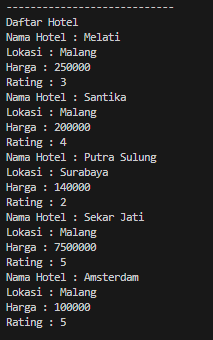 ----------------------------
Daftar Hotel
Nama Hotel : Melati
Lokasi : Malang
Harga : 250000
Rating : 3
Nama Hotel : Santika
Lokasi : Malang
Harga : 200000
Rating : 4
Nama Hotel : Putra Sulung
Lokasi : Surabaya
Harga : 140000
Rating : 2
Nama Hotel : Sekar Jati
Lokasi : Malang
Harga : 7500000
Rating : 5
Nama Hotel : Amsterdam
Lokasi : Malang
Harga : 100000
Rating : 5